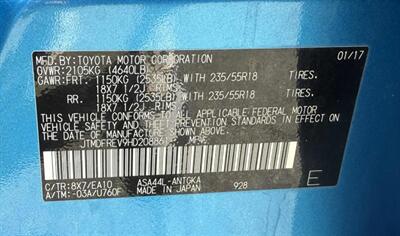 MFD.BY:TOYOTA MOTOR CORPORATION 01/17
GVWR:2105KG (4640LB)
GAWR:FRT: 1150KG (2535LB) WITH 235/55R18 TIRES.
18X7 1/2J RIMS
RR. 1150KG (2535LB) WITH 235/55R18 TIRES.
18X7 1/2J RIMS
THIS VEHICLE CONFORMS TO ALL APPLICABLE FEDERAL MOTOR
VEHICLE SAFETY AND THEFT PREVENTION STANDARDS IN EFFECT ON
THE DATE OF MANUFACTURE SHOWN ABOVE.
C/TR:8X7/EA10 ASA44L-ANTGKA
A/TM:-03A/U760F MADE IN JAPAN 928 E